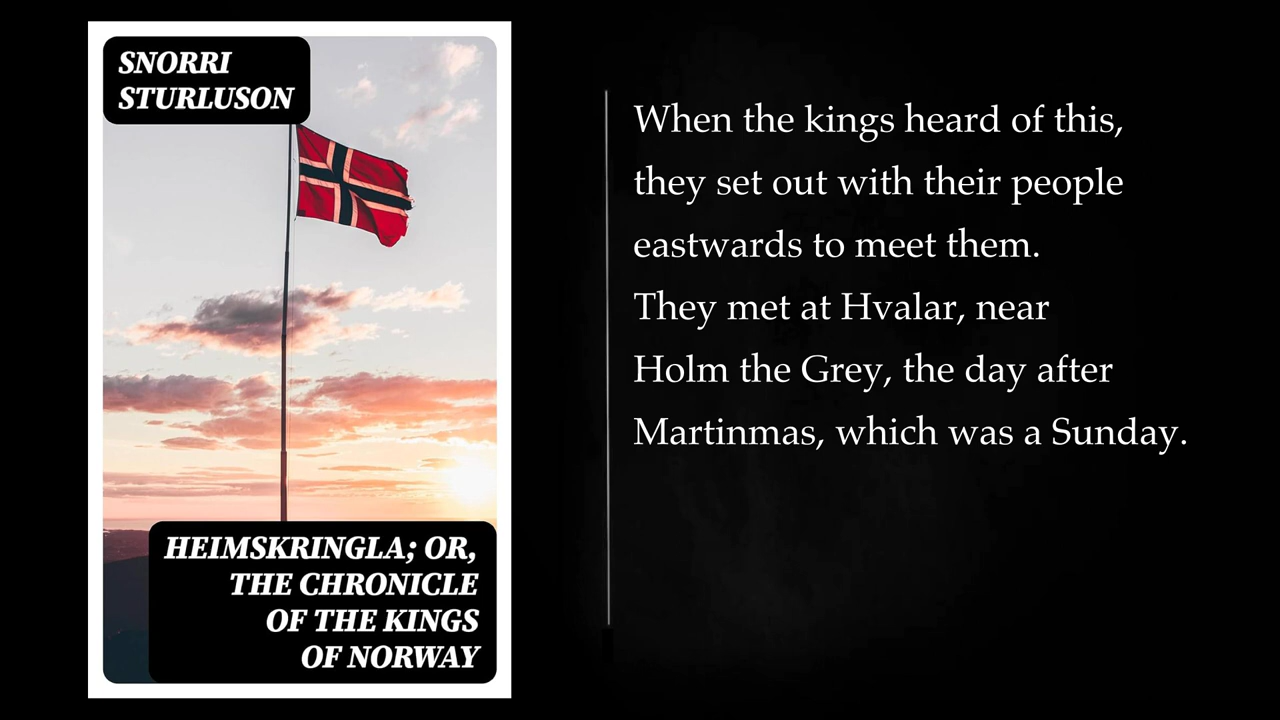 SNORRI
STURLUSON
HEIMSKRINGLA; OR,
THE CHRONICLE
OF THE KINGS
OF NORWAY
When the kings heard of this,
they set out with their people
eastwards to meet them.
They met at Hvalar, near
Holm the Grey, the day after
Martinmas, which was a Sunday.